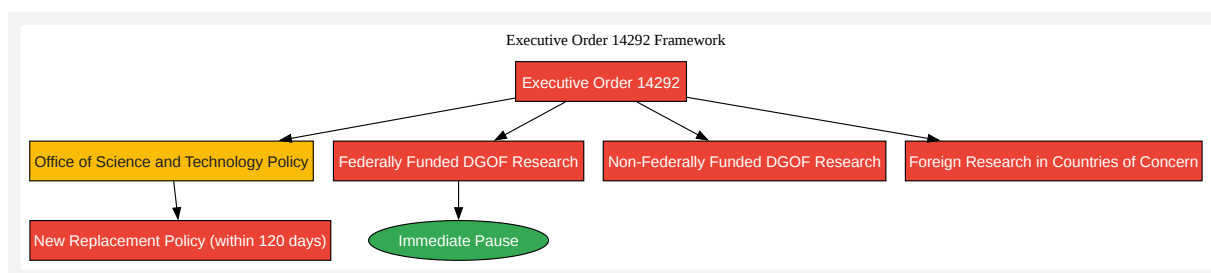 Executive Order 14292 Framework
Executive Order 14292
Office of Science and Technology Policy
Federally Funded DGOF Research
Non-Federally Funded DGOF Research
Foreign Research in Countries of Concern
New Replacement Policy (within 120 days)
Immediate Pause